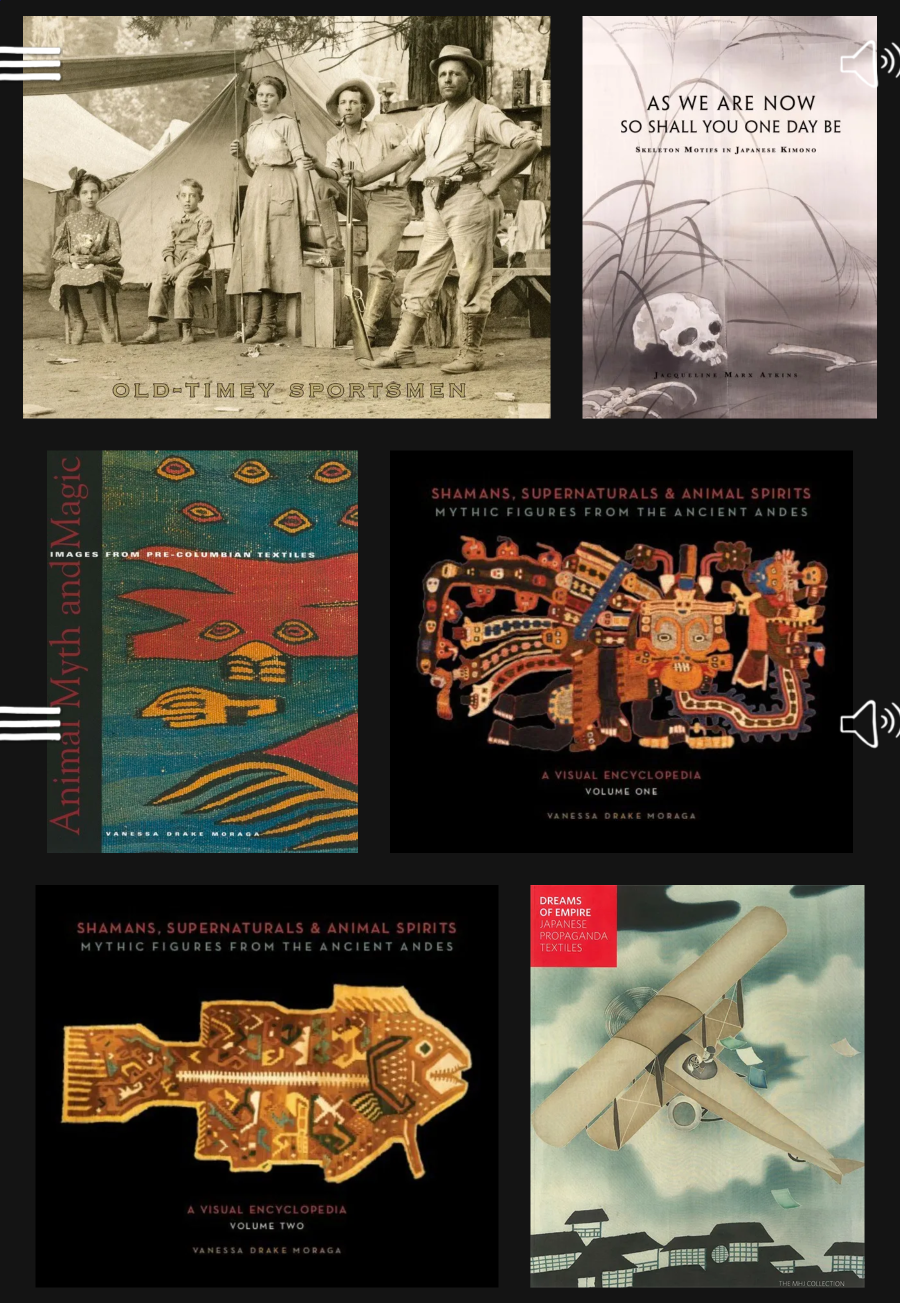 OLD-TIMEY SPORTSMEN
AS WE ARE NOW
SO SHALL YOU ONE DAY BE
Skeleton Motifs in Japanese Kimono
Jacqueline Marx Atkins
Animal Myth and Magic
IMAGES FROM PRE-COLUMBIAN TEXTILES
VANESSA DRAKE MORAGA
SHAMANS, SUPERNATURALS & ANIMAL SPIRITS
MYTHIC FIGURES FROM THE ANCIENT ANDES
A VISUAL ENCYCLOPEDIA
VOLUME ONE
VANESSA DRAKE MORAGA
SHAMANS, SUPERNATURALS & ANIMAL SPIRITS
MYTHIC FIGURES FROM THE ANCIENT ANDES
A VISUAL ENCYCLOPEDIA
VOLUME TWO
VANESSA DRAKE MORAGA
DREAMS
OF EMPIRE
JAPANESE
PROPAGANDA
TEXTILES
THE MHJ COLLECTION